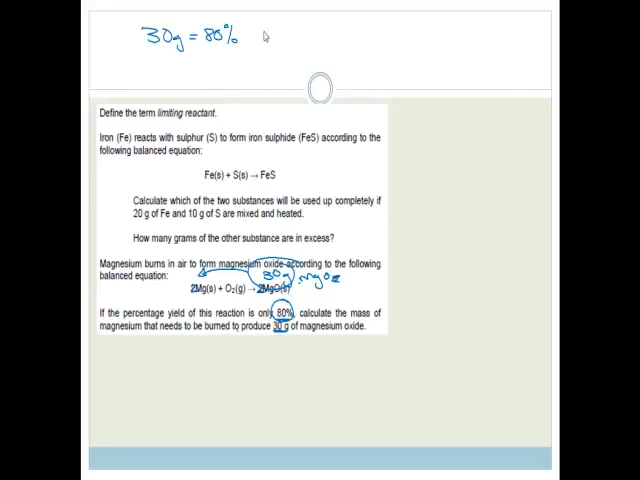 30g = 80%
Define the term limiting reactant.
Iron (Fe) reacts with sulphur (S) to form iron sulphide (FeS) according to the
following balanced equation:
Fe(s) + S(s) → FeS
Calculate which of the two substances will be used up completely if
20 g of Fe and 10 g of S are mixed and heated.
How many grams of the other substance are in excess?
Magnesium burns in air to form magnesium oxide according to the following
balanced equation:
30g
2Mg(s) + O₂(g) → 2MgO(s)
If the percentage yield of this reaction is only 80%, calculate the mass of
magnesium that needs to be burned to produce 30 g of magnesium oxide.